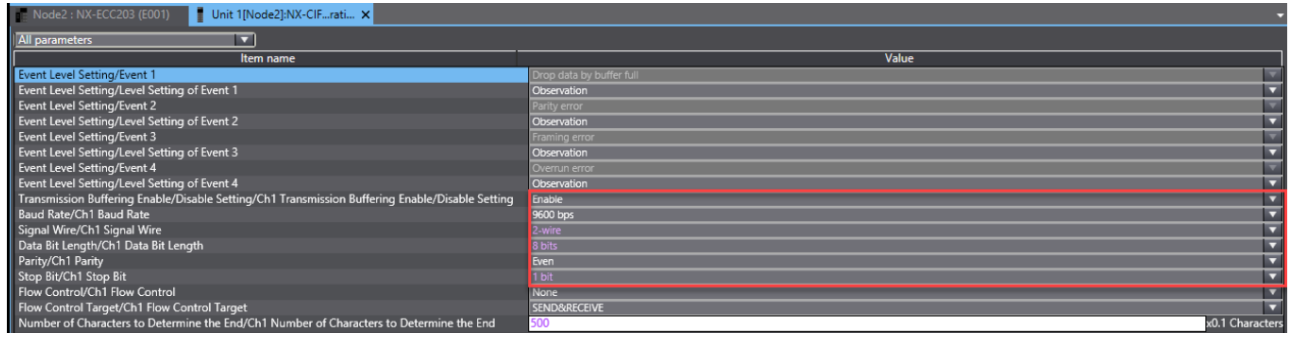 Node2 : NX-ECC203 (E001) Unit 1[Node2]:NX-CIF...rati... X
All parameters
Item name Value
Event Level Setting/Event 1 Drop data by buffer full
Event Level Setting/Level Setting of Event 1 Observation
Event Level Setting/Event 2 Parity error
Event Level Setting/Level Setting of Event 2 Observation
Event Level Setting/Event 3 Framing error
Event Level Setting/Level Setting of Event 3 Observation
Event Level Setting/Event 4 Overrun error
Event Level Setting/Level Setting of Event 4 Observation
Transmission Buffering Enable/Disable Setting/Ch1 Transmission Buffering Enable/Disable Setting Enable
Baud Rate/Ch1 Baud Rate 9600 bps
Signal Wire/Ch1 Signal Wire 2-wire
Data Bit Length/Ch1 Data Bit Length 8 bits
Parity/Ch1 Parity Even
Stop Bit/Ch1 Stop Bit 1 bit
Flow Control/Ch1 Flow Control None
Flow Control Target/Ch1 Flow Control Target SEND&RECEIVE
Number of Characters to Determine the End/Ch1 Number of Characters to Determine the End 500 x0.1 Characters